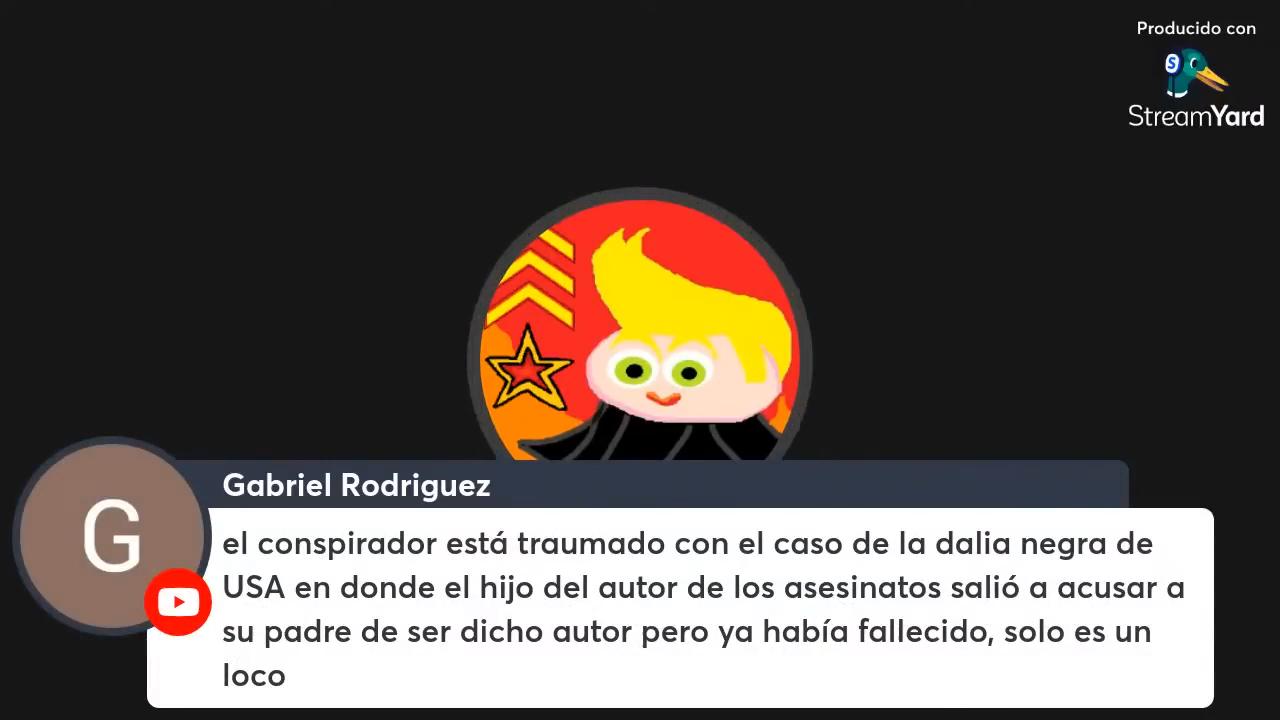 Producido con
S
StreamYard
G
Gabriel Rodriguez
el conspirador está traumado con el caso de la dalia negra de
USA en donde el hijo del autor de los asesinatos salió a acusar a
su padre de ser dicho autor pero ya había fallecido, solo es un
loco